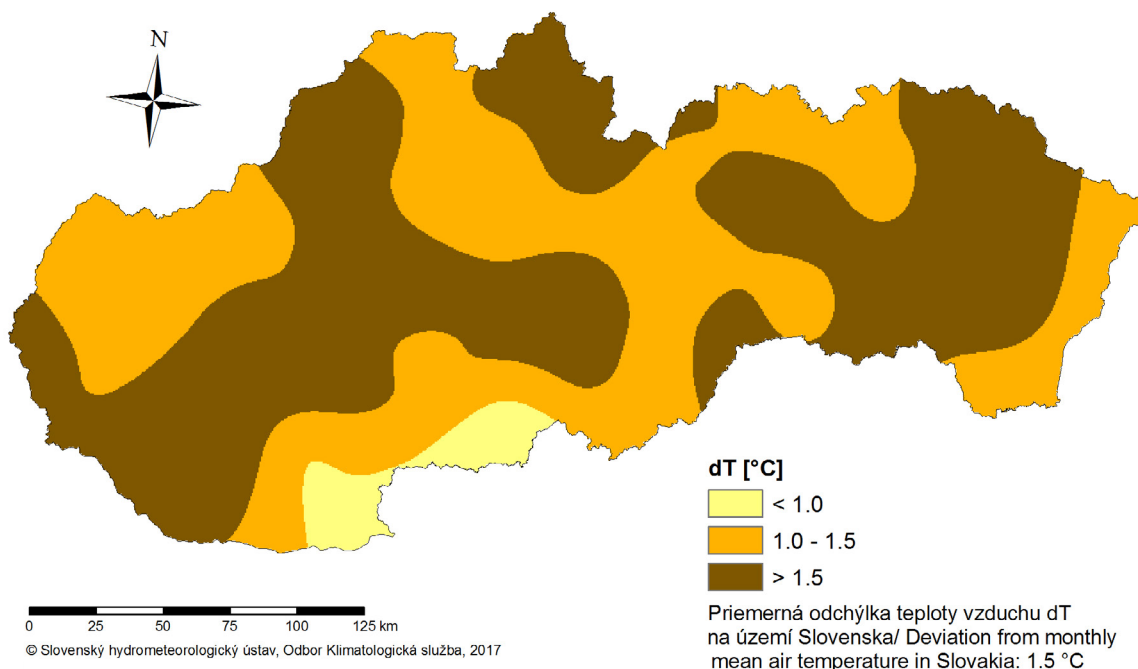 N
dT [°C]
< 1.0
1.0 - 1.5
> 1.5
0 25 50 75 100 125 km
Priemerná odchýlka teploty vzduchu dT
na území Slovenska/ Deviation from monthly
mean air temperature in Slovakia: 1.5 °C
© Slovenský hydrometeorologický ústav, Odbor Klimatologická služba, 2017